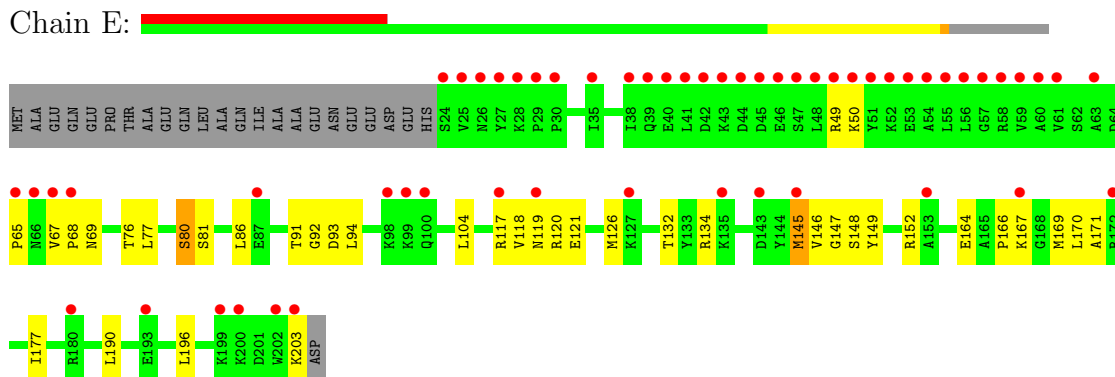 Chain E:
MET ALA GLU GLN GLU PRO THR ALA GLU GLN LEU ALA GLN ILE ALA ALA GLU ASN GLU GLU ASP GLU HIS S24 V25 N26 Y27 K28 P29 P30 I35 I38 Q39 E40 L41 D42 K43 D44 D45 E46 S47 L48 R49 K50 Y51 K52 E53 A54 L55 L56 G57 R58 V59 A60 V61 S62 A63 D64
P65 N66 V67 P68 N69 T76 L77 S80 S81 L86 E87 T91 G92 D93 L94 K98 K99 Q100 L104 R117 V118 N119 R120 E121 M126 K127 T132 Y133 R134 K135 D143 Y144 M145 V146 G147 S148 Y149 R152 A153 E164 A165 P166 K167 G168 M169 L170 A171 R172
I177 R180 L190 E193 L196 K199 K200 D201 W202 K203 ASP